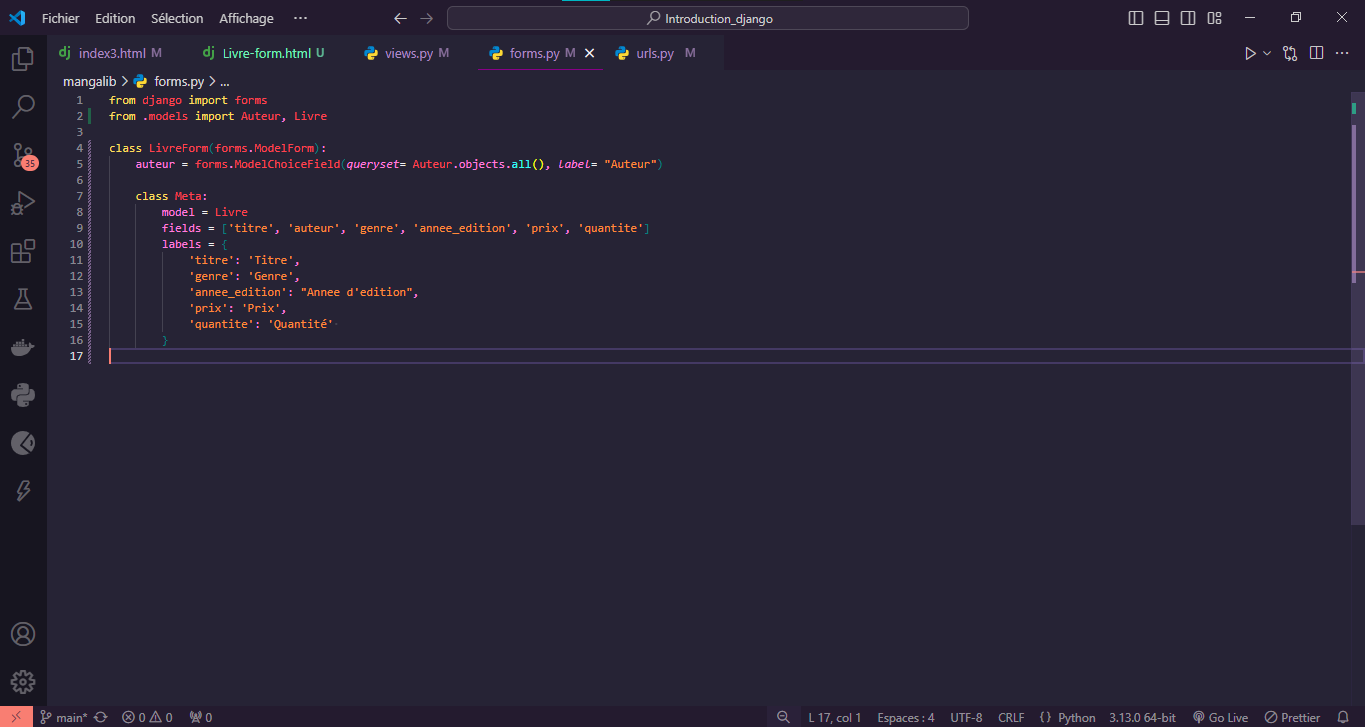 Fichier Edition Sélection Affichage ··· Introduction_django
index3.html M Livre-form.html U views.py M forms.py M urls.py M
mangalib > forms.py > ...
1 from django import forms
2 from .models import Auteur, Livre
3
4 class LivreForm(forms.ModelForm):
5 auteur = forms.ModelChoiceField(queryset= Auteur.objects.all(), label= "Auteur")
6
7 class Meta:
8 model = Livre
9 fields = ['titre', 'auteur', 'genre', 'annee_edition', 'prix', 'quantite']
10 labels = {
11 'titre': 'Titre',
12 'genre': 'Genre',
13 'annee_edition': "Annee d'edition",
14 'prix': 'Prix',
15 'quantite': 'Quantité'
16 }
17
35
main* 0 0 0 L 17, col 1 Espaces : 4 UTF-8 CRLF {} Python 3.13.0 64-bit Go Live Prettier